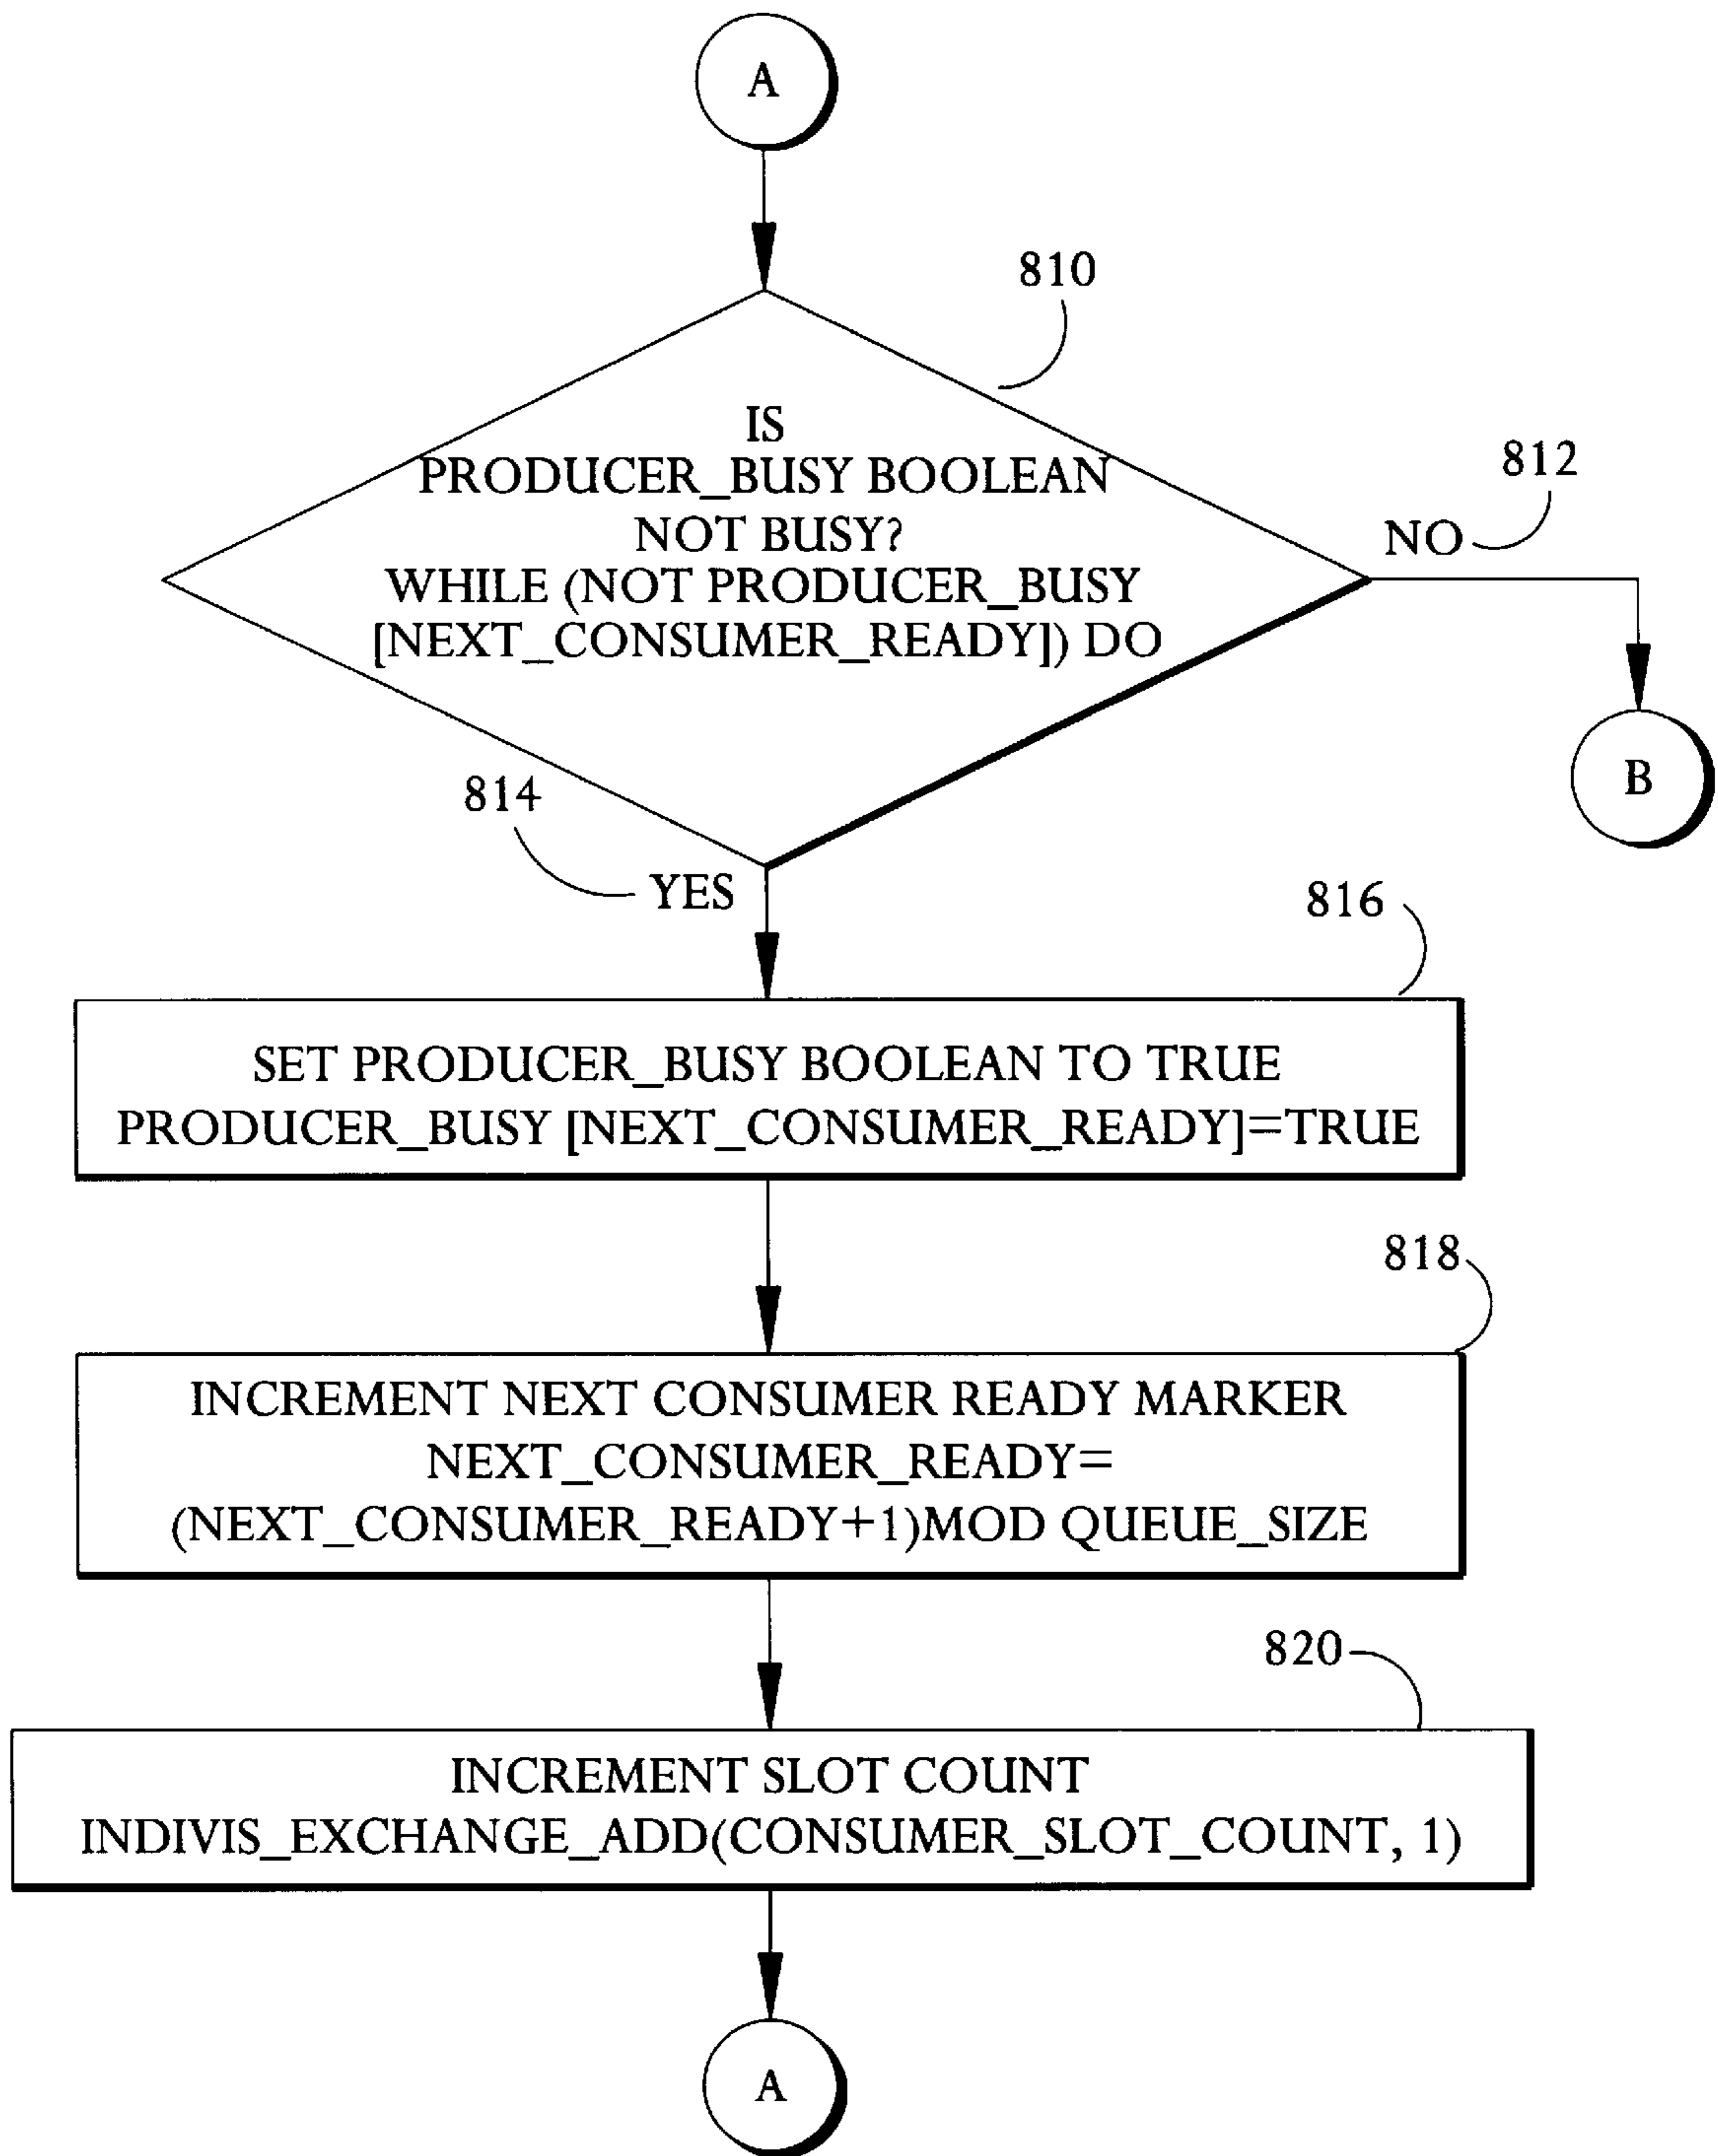 A
810
IS
PRODUCER_BUSY BOOLEAN
NOT BUSY?
WHILE (NOT PRODUCER_BUSY
[NEXT_CONSUMER_READY]) DO
812
NO
B
814
YES
816
SET PRODUCER_BUSY BOOLEAN TO TRUE
PRODUCER_BUSY [NEXT_CONSUMER_READY]=TRUE
818
INCREMENT NEXT CONSUMER READY MARKER
NEXT_CONSUMER_READY=
(NEXT_CONSUMER_READY+1)MOD QUEUE_SIZE
820
INCREMENT SLOT COUNT
INDIVIS_EXCHANGE_ADD(CONSUMER_SLOT_COUNT, 1)
A